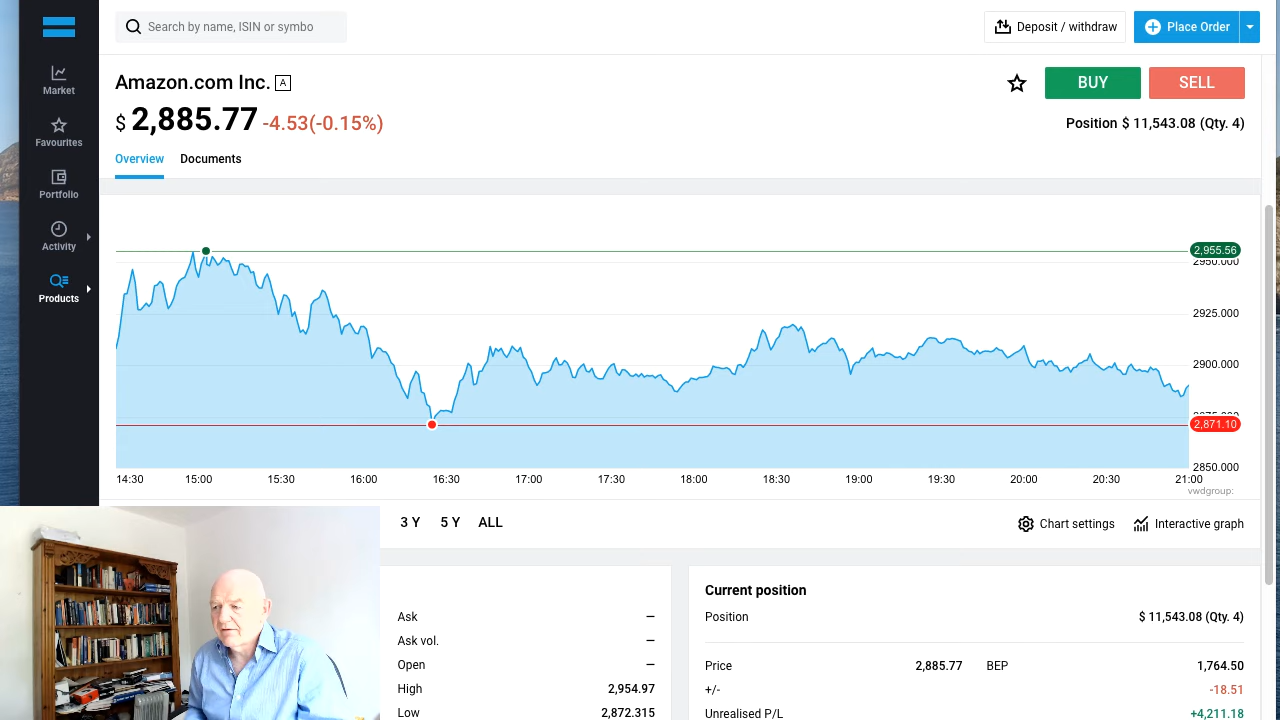 Search by name, ISIN or symbo
Deposit / withdraw
Place Order
Market
Favourites
Portfolio
Activity
Products
Amazon.com Inc. A
BUY
SELL
$ 2,885.77 -4.53(-0.15%)
Position $ 11,543.08 (Qty. 4)
Overview
Documents
2,955.56
2950.000
2925.000
2900.000
2875.000
2,871.10
2850.000
14:30 15:00 15:30 16:00 16:30 17:00 17:30 18:00 18:30 19:00 19:30 20:00 20:30 21:00
vwdgroup:
3 Y 5 Y ALL
Chart settings
Interactive graph
Current position
Ask –
Ask vol. –
Open –
High 2,954.97
Low 2,872.315
Position $ 11,543.08 (Qty. 4)
Price 2,885.77 BEP 1,764.50
+/- -18.51
Unrealised P/L +4,211.18